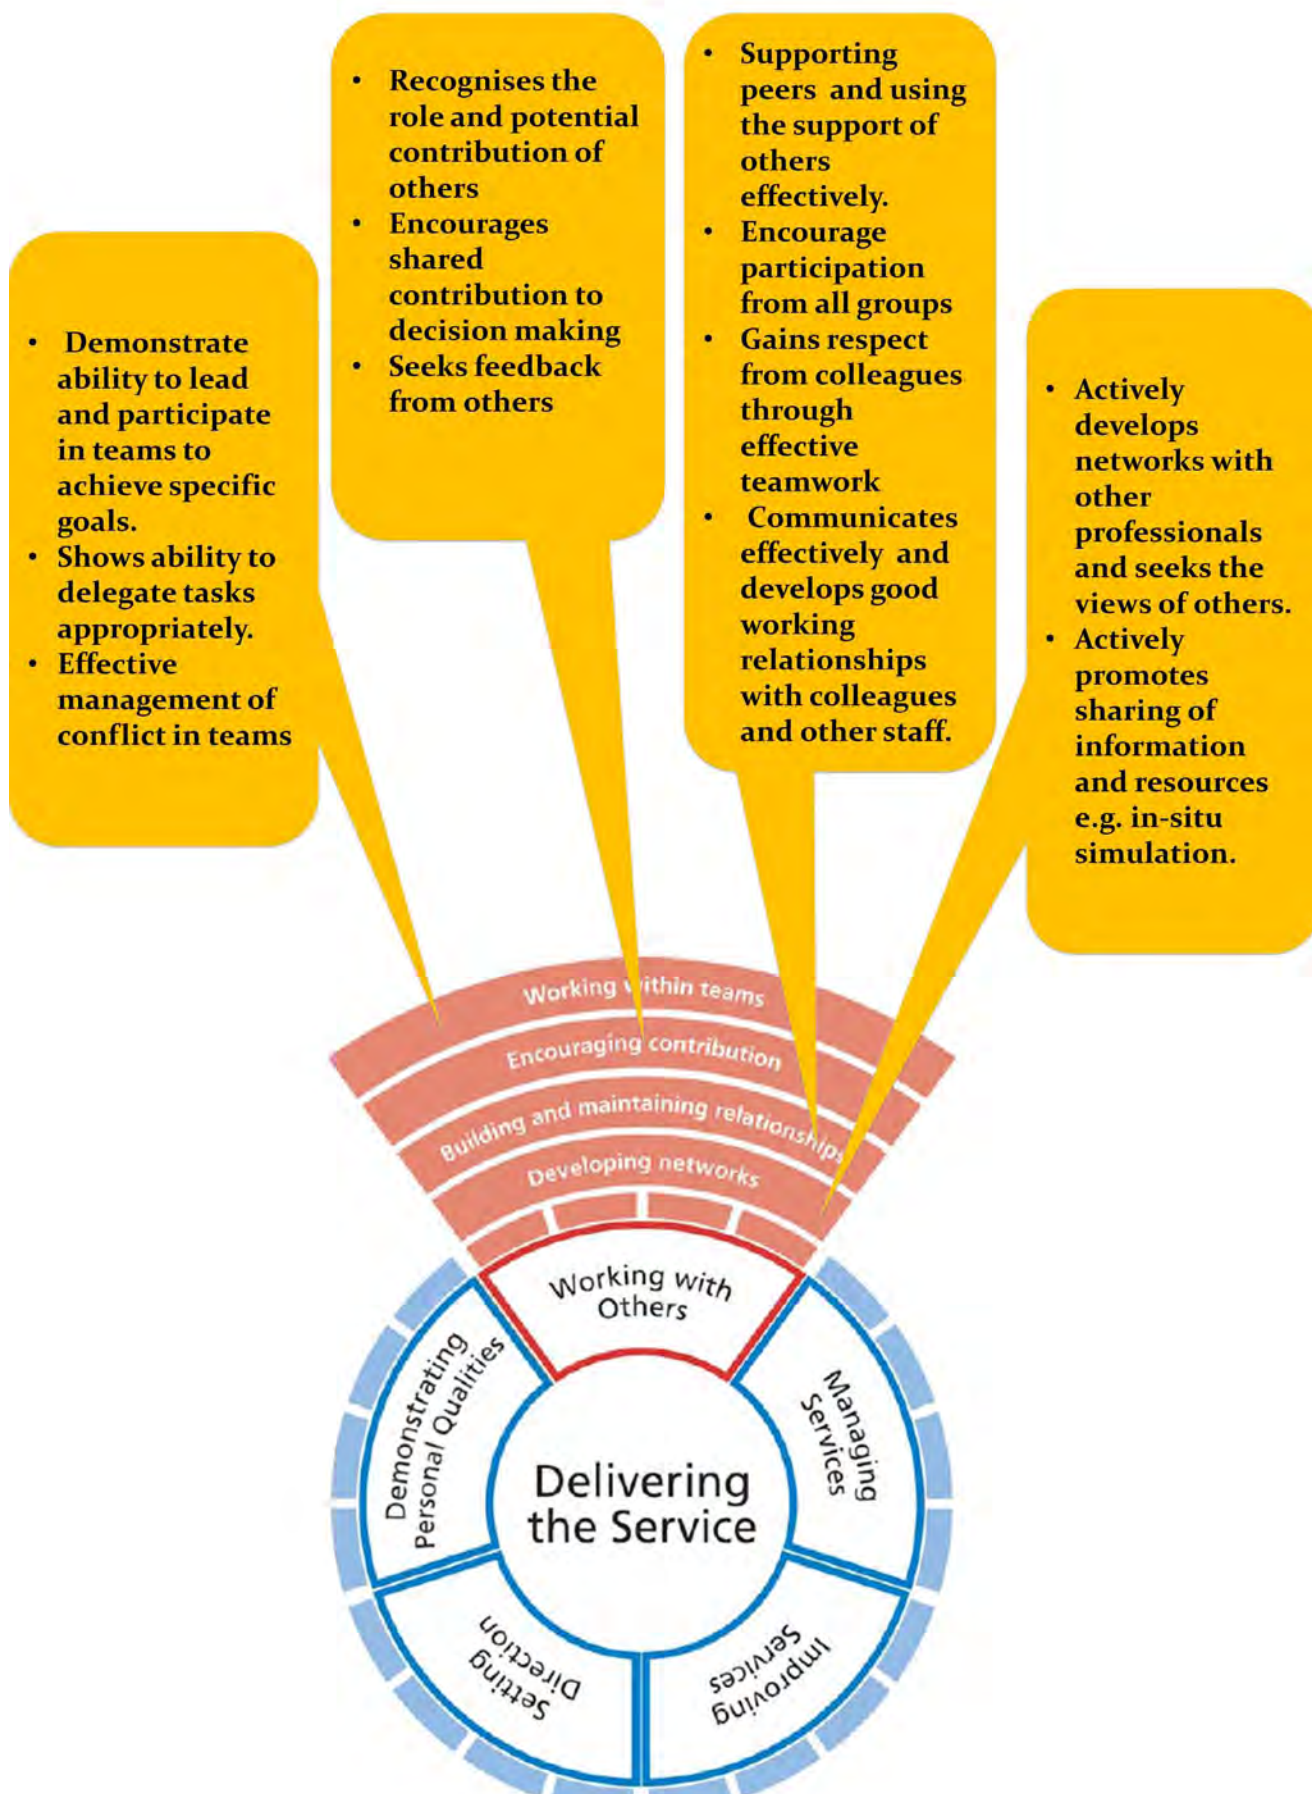 • Demonstrate
ability to lead
and participate
in teams to
achieve specific
goals.
• Shows ability to
delegate tasks
appropriately.
• Effective
management of
conflict in teams
• Recognises the
role and potential
contribution of
others
• Encourages
shared
contribution to
decision making
• Seeks feedback
from others
• Supporting
peers and using
the support of
others
effectively.
• Encourage
participation
from all groups
• Gains respect
from colleagues
through
effective
teamwork
• Communicates
effectively and
develops good
working
relationships
with colleagues
and other staff.
• Actively
develops
networks with
other
professionals
and seeks the
views of others.
• Actively
promotes
sharing of
information
and resources
e.g. in-situ
simulation.
Working within teams
Encouraging contribution
Building and maintaining relationships
Developing networks
Working with
Others
Demonstrating
Personal Qualities
Managing
Services
Delivering
the Service
Setting
Direction
Improving
Services